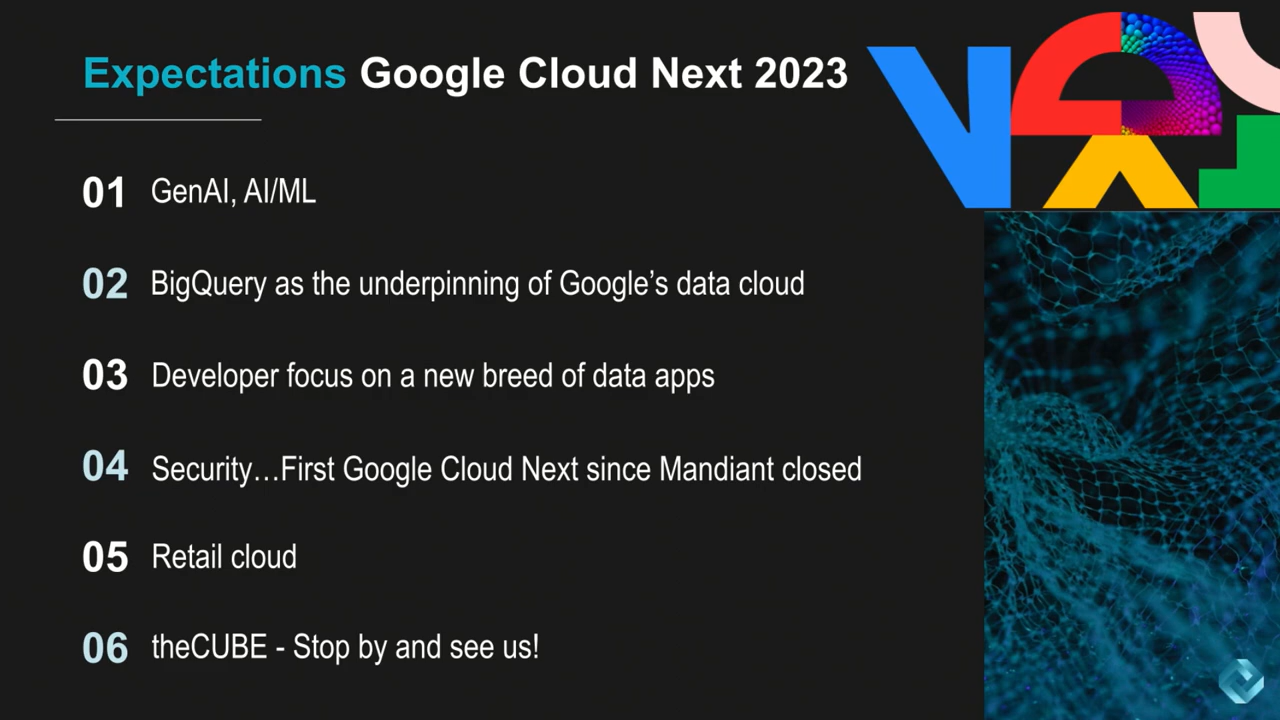 Expectations Google Cloud Next 2023
01 GenAI, AI/ML
02 BigQuery as the underpinning of Google’s data cloud
03 Developer focus on a new breed of data apps
04 Security…First Google Cloud Next since Mandiant closed
05 Retail cloud
06 theCUBE - Stop by and see us!